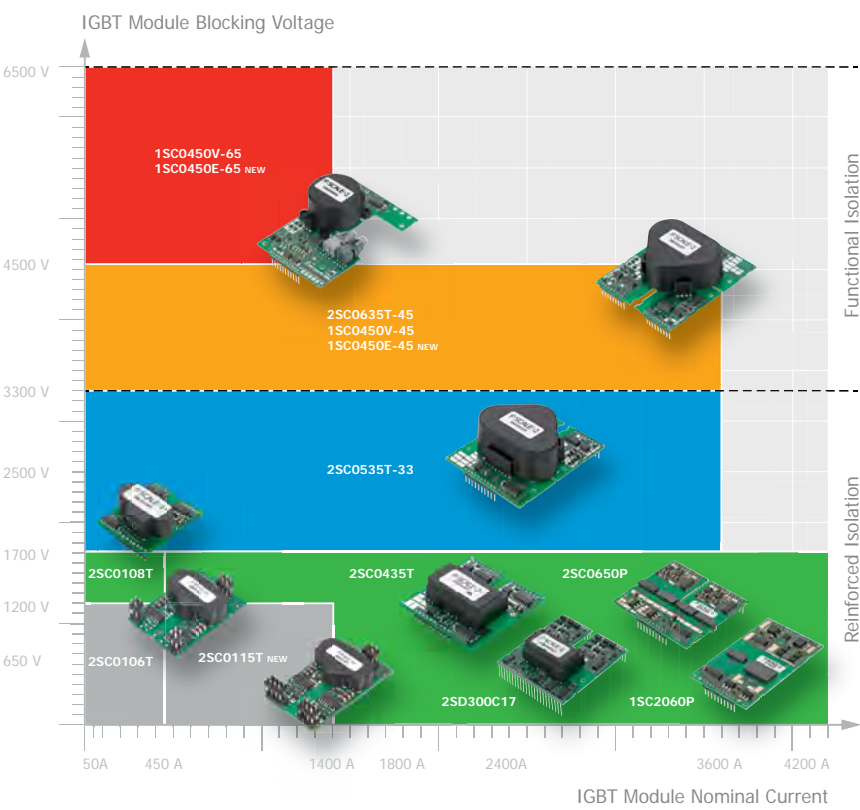 IGBT Module Blocking Voltage
6500 V
1SC0450V-65
1SC0450E-65 NEW
Functional Isolation
4500 V
2SC0635T-45
1SC0450V-45
1SC0450E-45 NEW
3300 V
2SC0535T-33
2500 V
Reinforced Isolation
1700 V
2SC0108T
2SC0435T
2SC0650P
1200 V
650 V
2SC0106T
2SC0115T NEW
2SD300C17
1SC2060P
50A
450 A
1400 A
1800 A
2400A
3600 A
4200 A
IGBT Module Nominal Current